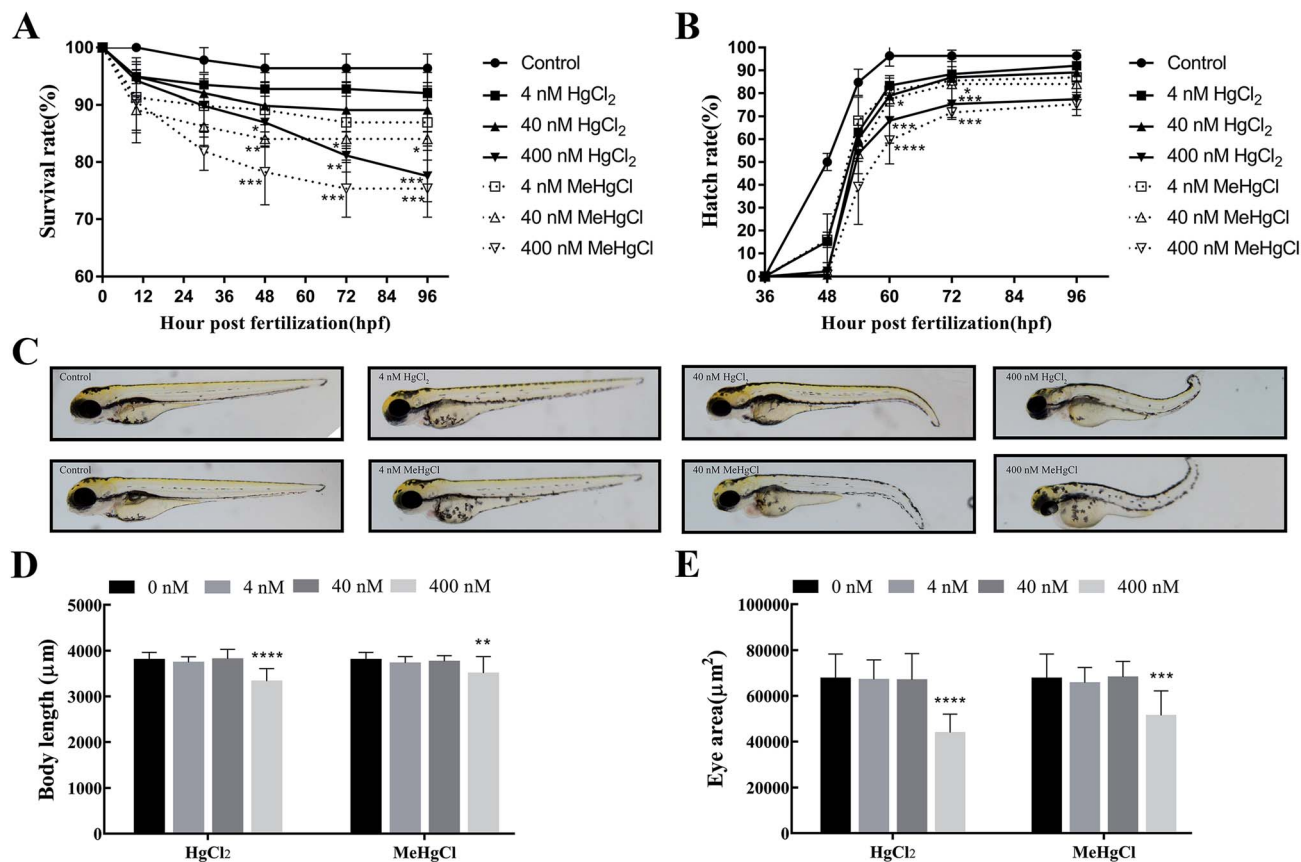 A
Survival rate(%)
100
90
80
70
60
0 12 24 36 48 60 72 84 96
Hour post fertilization(hpf)
*
**
***
*
**
***
*
***
***
Control
4 nM HgCl₂
40 nM HgCl₂
400 nM HgCl₂
4 nM MeHgCl
40 nM MeHgCl
400 nM MeHgCl
B
Hatch rate(%)
100
90
80
70
60
50
40
30
20
10
0
36 48 60 72 84 96
Hour post fertilization(hpf)
*
***
****
*
***
***
Control
4 nM HgCl₂
40 nM HgCl₂
400 nM HgCl₂
4 nM MeHgCl
40 nM MeHgCl
400 nM MeHgCl
C
Control
4 nM HgCl₂
40 nM HgCl₂
400 nM HgCl₂
Control
4 nM MeHgCl
40 nM MeHgCl
400 nM MeHgCl
D
0 nM 4 nM 40 nM 400 nM
Body length (μm)
5000
4000
3000
2000
1000
0
****
**
HgCl₂ MeHgCl
E
0 nM 4 nM 40 nM 400 nM
Eye area(μm²)
100000
80000
60000
40000
20000
0
****
***
HgCl₂ MeHgCl